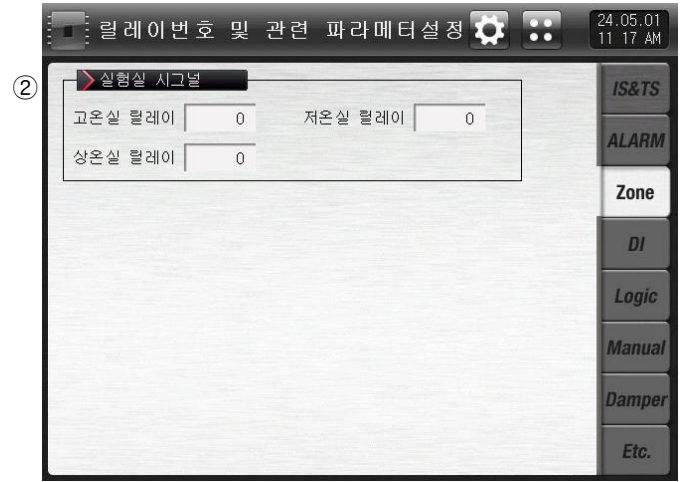 릴레이번호 및 관련 파라메터설정
24.05.01
11 17 AM
②
실험실 시그널
고온실 릴레이 0
저온실 릴레이 0
상온실 릴레이 0
IS&TS
ALARM
Zone
DI
Logic
Manual
Damper
Etc.